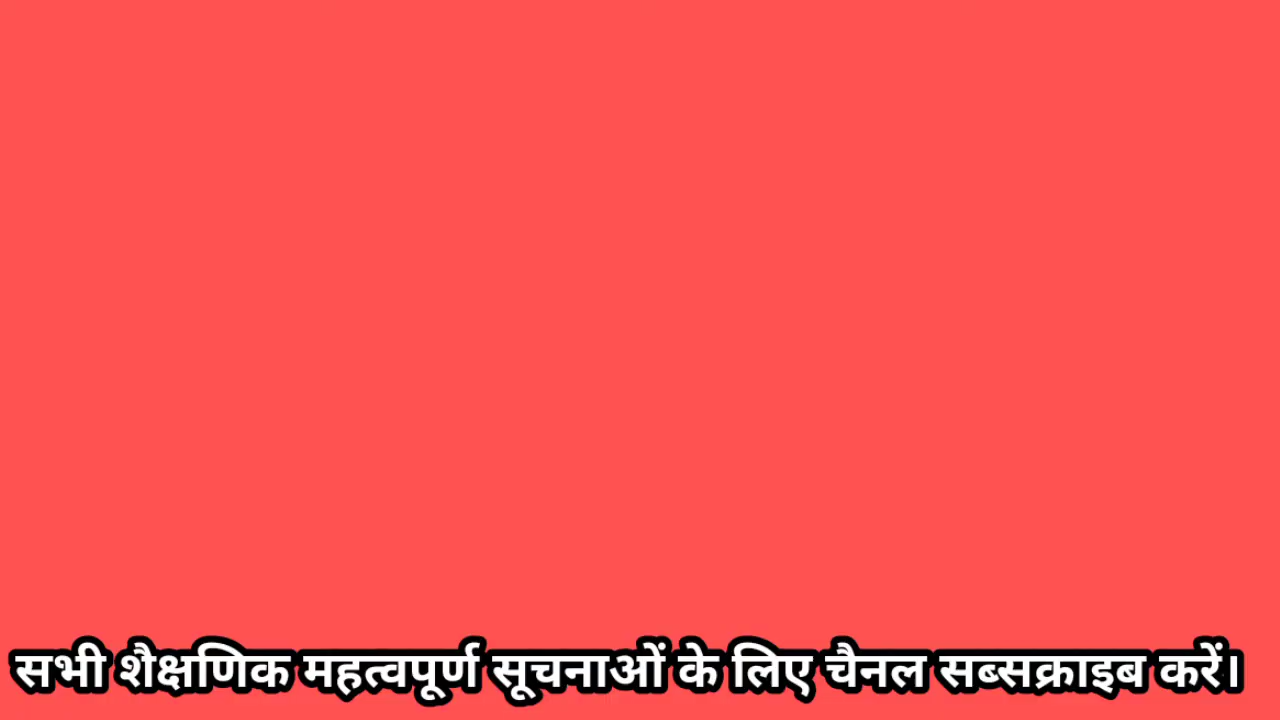 सभी शैक्षणिक महत्वपूर्ण सूचनाओं के लिए चैनल सब्सक्राइब करें।